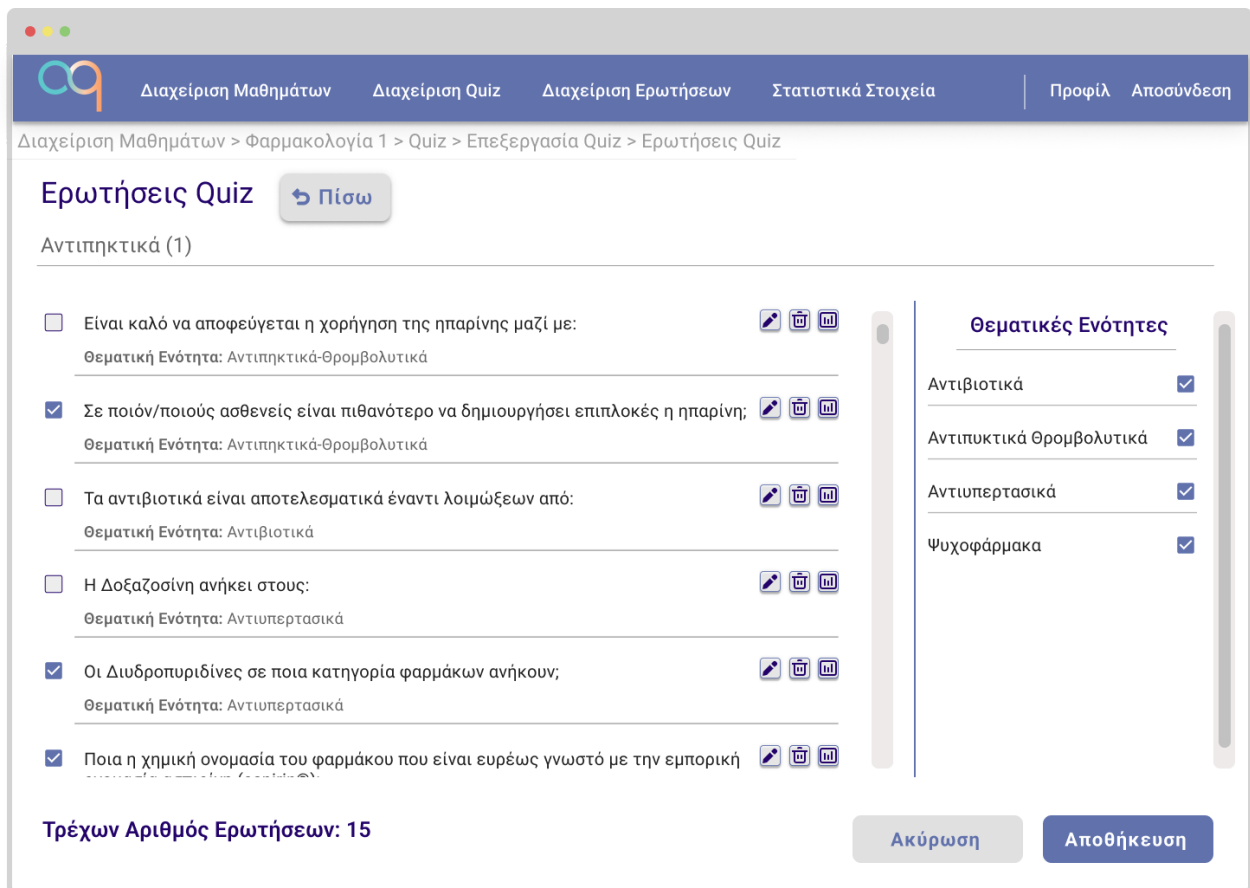 Διαχείριση Μαθημάτων
Διαχείριση Quiz
Διαχείριση Ερωτήσεων
Στατιστικά Στοιχεία
Προφίλ
Αποσύνδεση
Διαχείριση Μαθημάτων > Φαρμακολογία 1 > Quiz > Επεξεργασία Quiz > Ερωτήσεις Quiz
Ερωτήσεις Quiz
Πίσω
Αντιπηκτικά (1)
Είναι καλό να αποφεύγεται η χορήγηση της ηπαρίνης μαζί με:
Θεματική Ενότητα: Αντιπηκτικά-Θρομβολυτικά
Σε ποιόν/ποιούς ασθενείς είναι πιθανότερο να δημιουργήσει επιπλοκές η ηπαρίνη;
Θεματική Ενότητα: Αντιπηκτικά-Θρομβολυτικά
Τα αντιβιοτικά είναι αποτελεσματικά έναντι λοιμώξεων από:
Θεματική Ενότητα: Αντιβιοτικά
Η Δοξαζοσίνη ανήκει στους:
Θεματική Ενότητα: Αντιυπερτασικά
Οι Διυδροπυριδίνες σε ποια κατηγορία φαρμάκων ανήκουν;
Θεματική Ενότητα: Αντιυπερτασικά
Ποια η χημική ονομασία του φαρμάκου που είναι ευρέως γνωστό με την εμπορική
Θεματικές Ενότητες
Αντιβιοτικά
Αντιπυκτικά Θρομβολυτικά
Αντιυπερτασικά
Ψυχοφάρμακα
Τρέχων Αριθμός Ερωτήσεων: 15
Ακύρωση
Αποθήκευση